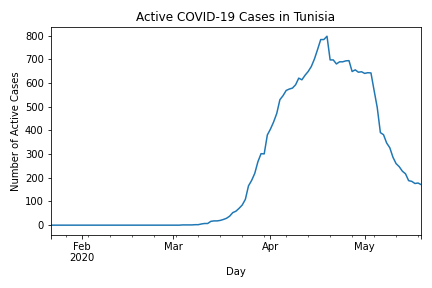 Active COVID-19 Cases in Tunisia
Number of Active Cases
800
700
600
500
400
300
200
100
0
Feb Mar Apr May
2020
Day